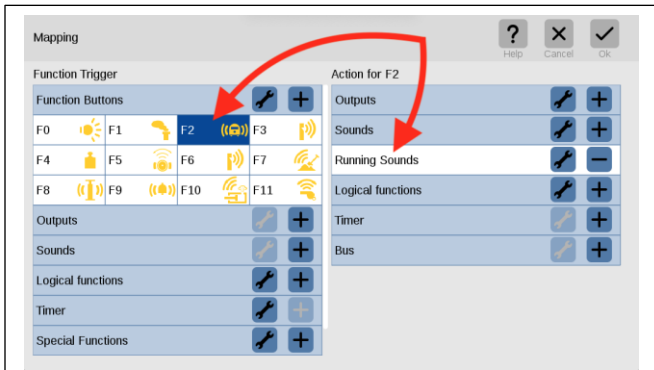 Mapping
Help
Cancel
Ok
Function Trigger
Action for F2
Function Buttons
Outputs
F0 F1 F2 F3
Sounds
F4 F5 F6 F7
Running Sounds
F8 F9 F10 F11
Logical functions
Outputs
Timer
Sounds
Bus
Logical functions
Timer
Special Functions